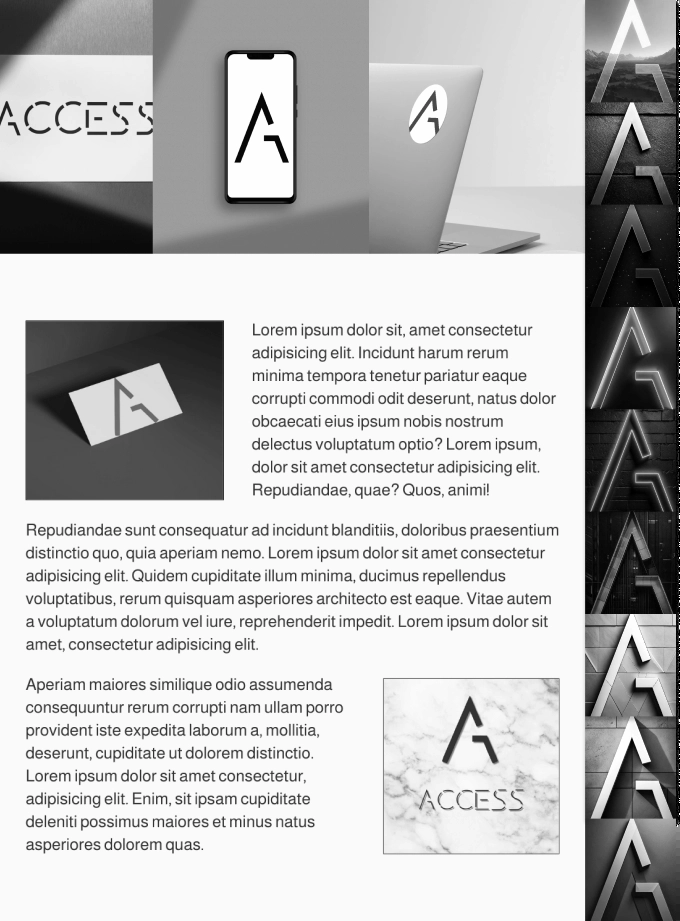 ACCESS
Lorem ipsum dolor sit, amet consectetur
adipisicing elit. Incidunt harum rerum
minima tempora tenetur pariatur eaque
corrupti commodi odit deserunt, natus dolor
obcaecati eius ipsum nobis nostrum
delectus voluptatum optio? Lorem ipsum,
dolor sit amet consectetur adipisicing elit.
Repudiandae, quae? Quos, animi!
Repudiandae sunt consequatur ad incidunt blanditiis, doloribus praesentium
distinctio quo, quia aperiam nemo. Lorem ipsum dolor sit amet consectetur
adipisicing elit. Quidem cupiditate illum minima, ducimus repellendus
voluptatibus, rerum quisquam asperiores architecto est eaque. Vitae autem
a voluptatum dolorum vel iure, reprehenderit impedit. Lorem ipsum dolor sit
amet, consectetur adipisicing elit.
Aperiam maiores similique odio assumenda
consequuntur rerum corrupti nam ullam porro
provident iste expedita laborum a, mollitia,
deserunt, cupiditate ut dolorem distinctio.
Lorem ipsum dolor sit amet consectetur,
adipisicing elit. Enim, sit ipsam cupiditate
deleniti possimus maiores et minus natus
asperiores dolorem quas.
ACCESS